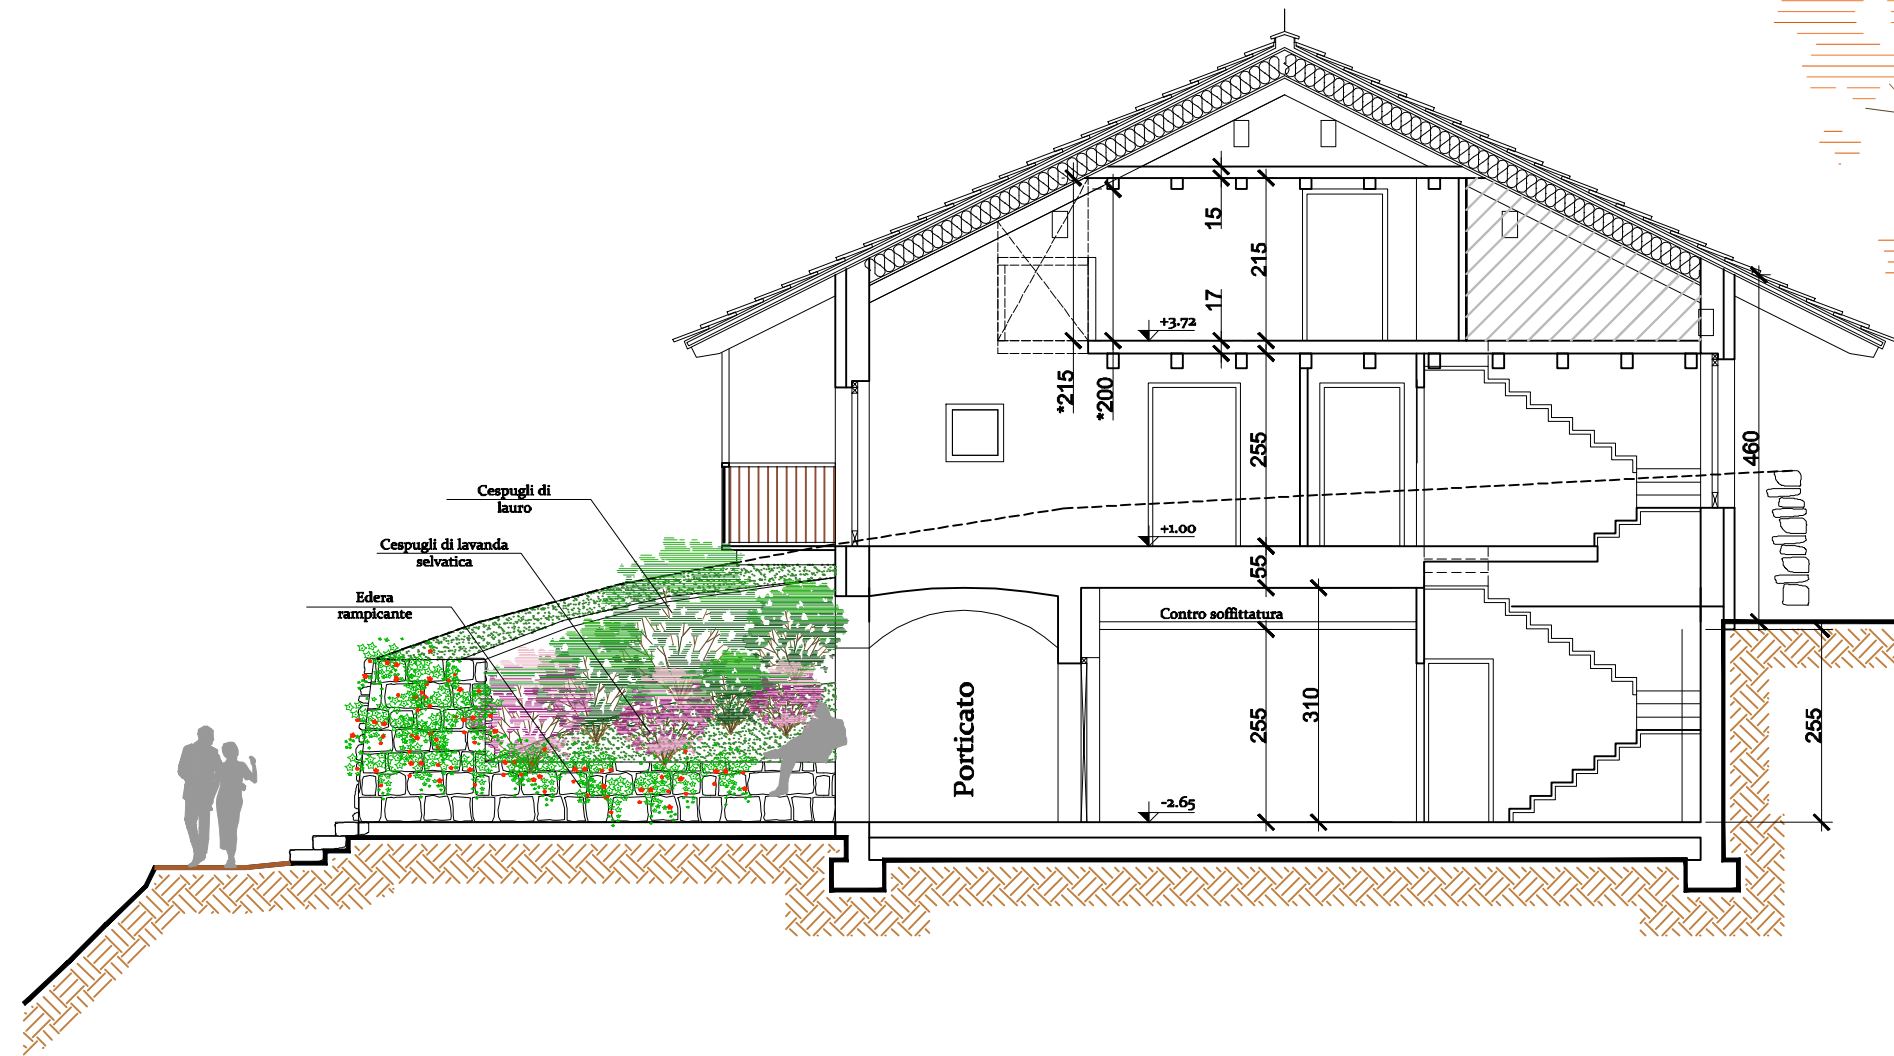 15
215
17
+3.72
*215
*200
255
460
Cespugli di
lauro
+1.00
Cespugli di lavanda
selvatica
55
Edera
rampicante
Contro soffittatura
Porticato
255
310
255
-2.65